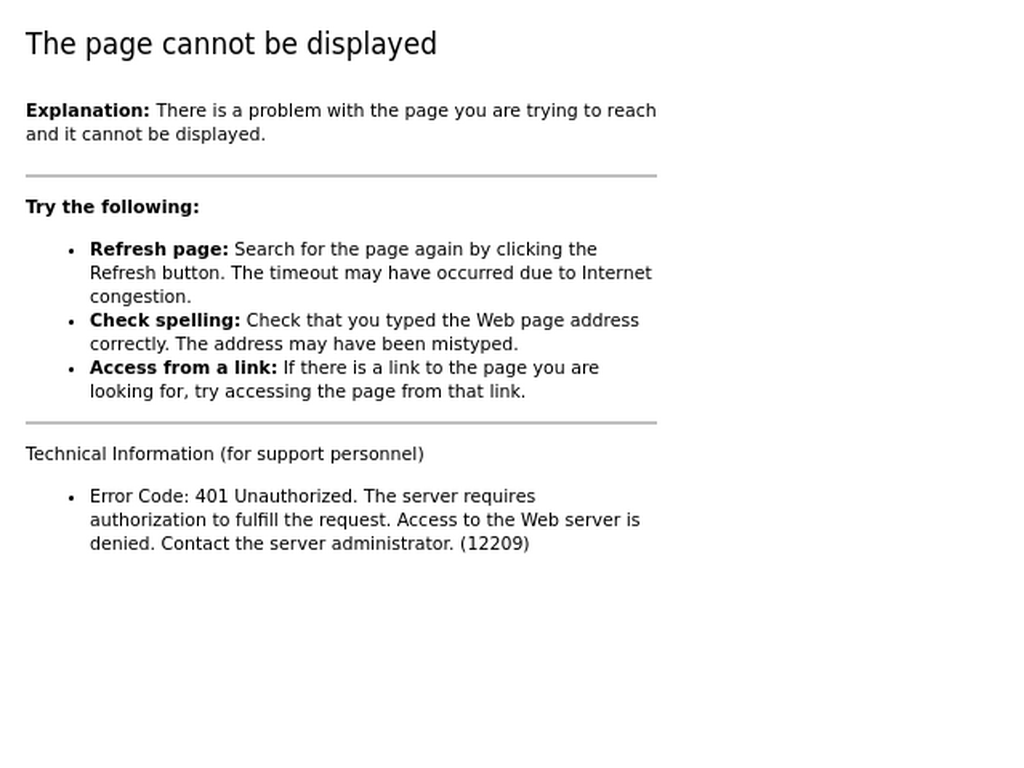 The page cannot be displayed
Explanation: There is a problem with the page you are trying to reach
and it cannot be displayed.
Try the following:
• Refresh page: Search for the page again by clicking the
Refresh button. The timeout may have occurred due to Internet
congestion.
• Check spelling: Check that you typed the Web page address
correctly. The address may have been mistyped.
• Access from a link: If there is a link to the page you are
looking for, try accessing the page from that link.
Technical Information (for support personnel)
• Error Code: 401 Unauthorized. The server requires
authorization to fulfill the request. Access to the Web server is
denied. Contact the server administrator. (12209)